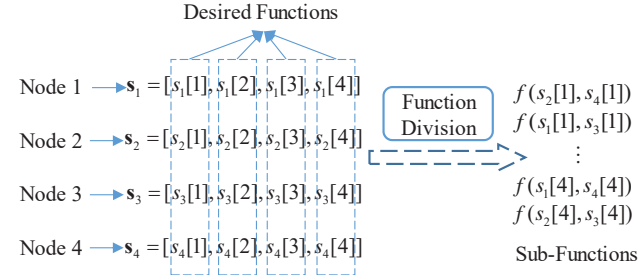 Desired Functions
Node 1 s₁ = [s₁[1], s₁[2], s₁[3], s₁[4]]
Node 2 s₂ = [s₂[1], s₂[2], s₂[3], s₂[4]]
Node 3 s₃ = [s₃[1], s₃[2], s₃[3], s₃[4]]
Node 4 s₄ = [s₄[1], s₄[2], s₄[3], s₄[4]]
Function
Division
f(s₂[1], s₄[1])
f(s₁[1], s₃[1])
⋮
f(s₁[4], s₄[4])
f(s₂[4], s₃[4])
Sub-Functions